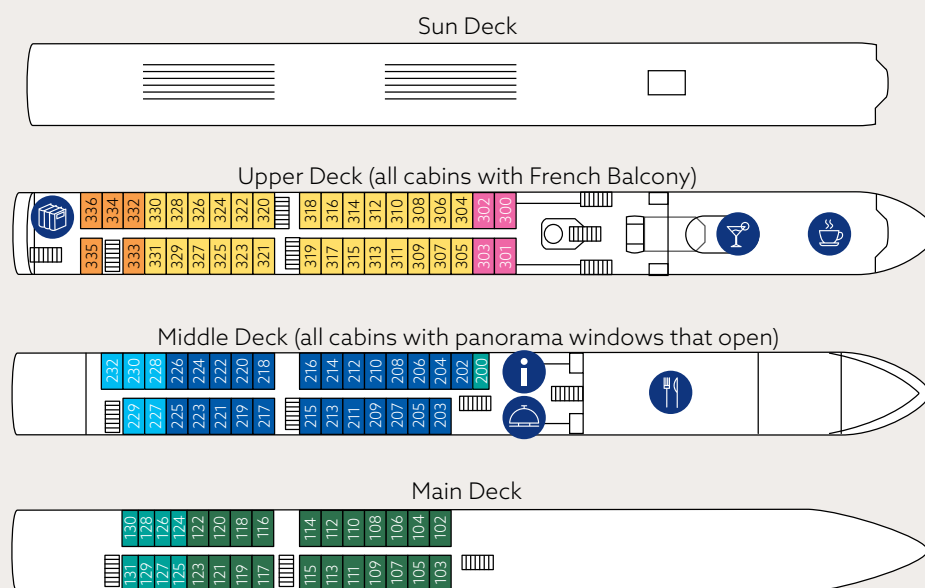 Sun Deck
Upper Deck (all cabins with French Balcony)
336 334 332 330 328 326 324 322 320 318 316 314 312 310 308 306 304 302 300
335 333 331 329 327 325 323 321 319 317 315 313 311 309 307 305 303 301
Middle Deck (all cabins with panorama windows that open)
232 230 228 226 224 222 220 218 216 214 212 210 208 206 204 202 200
i
229 227 225 223 221 219 217 215 213 211 209 207 205 203
Main Deck
130 128 126 124 122 120 118 116 114 112 110 108 106 104 102
131 129 127 125 123 121 119 117 115 113 111 109 107 105 103